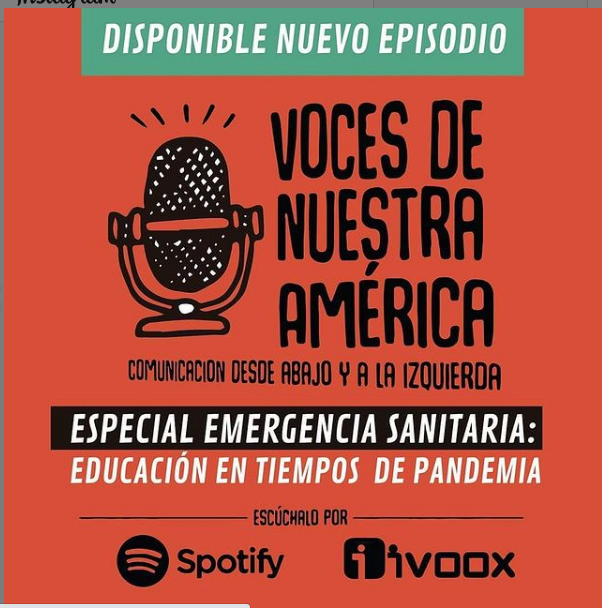 Instagram
DISPONIBLE NUEVO EPISODIO
VOCES DE
NUESTRA
AMÉRICA
COMUNICACION DESDE ABAJO Y A LA IZQUIERDA
ESPECIAL EMERGENCIA SANITARIA:
EDUCACIÓN EN TIEMPOS DE PANDEMIA
ESCÚCHALO POR
Spotify
ivoox